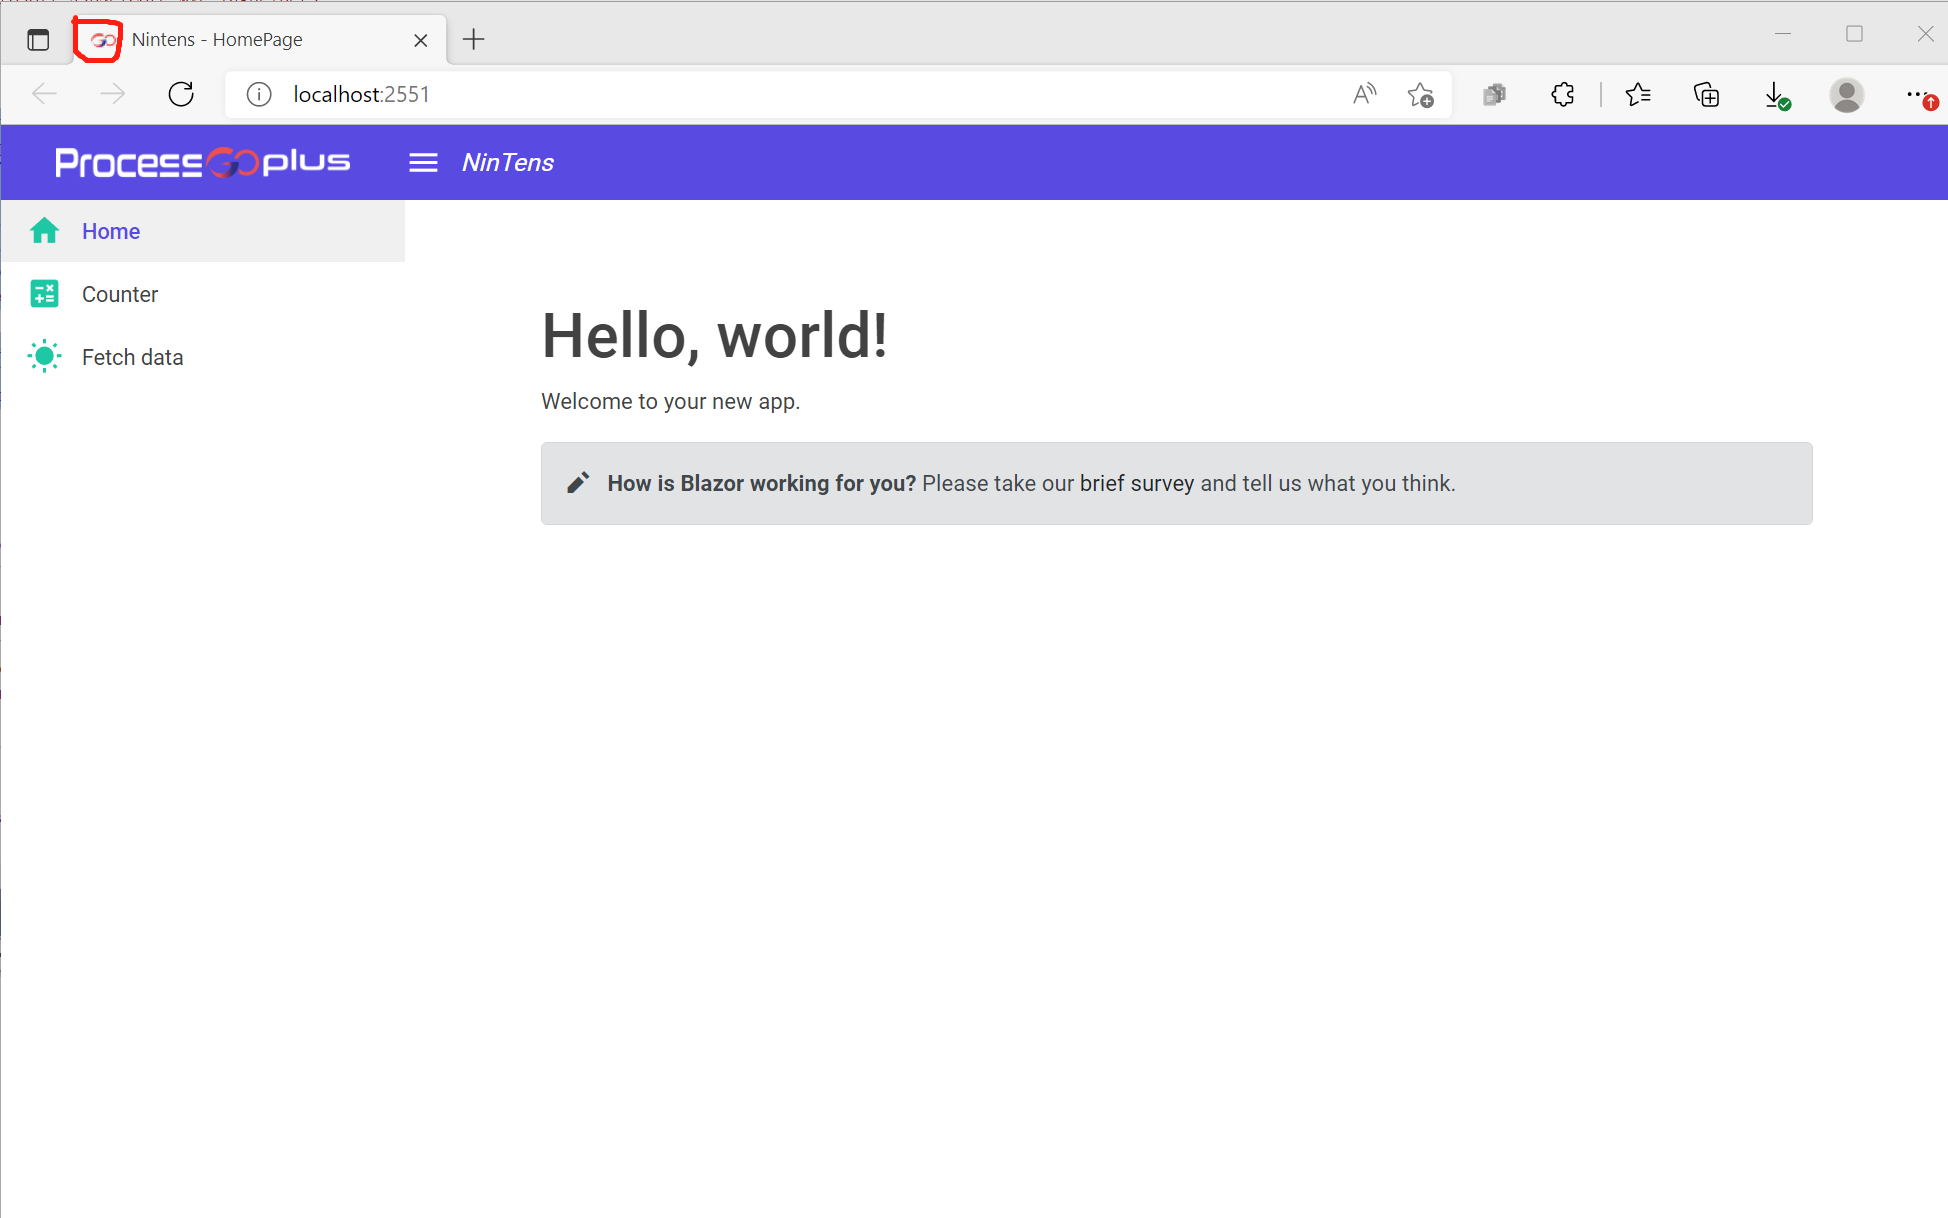 Nintens - HomePage
localhost:2551
ProcessGOplus
NinTens
Home
Counter
Fetch data
Hello, world!
Welcome to your new app.
How is Blazor working for you? Please take our brief survey and tell us what you think.